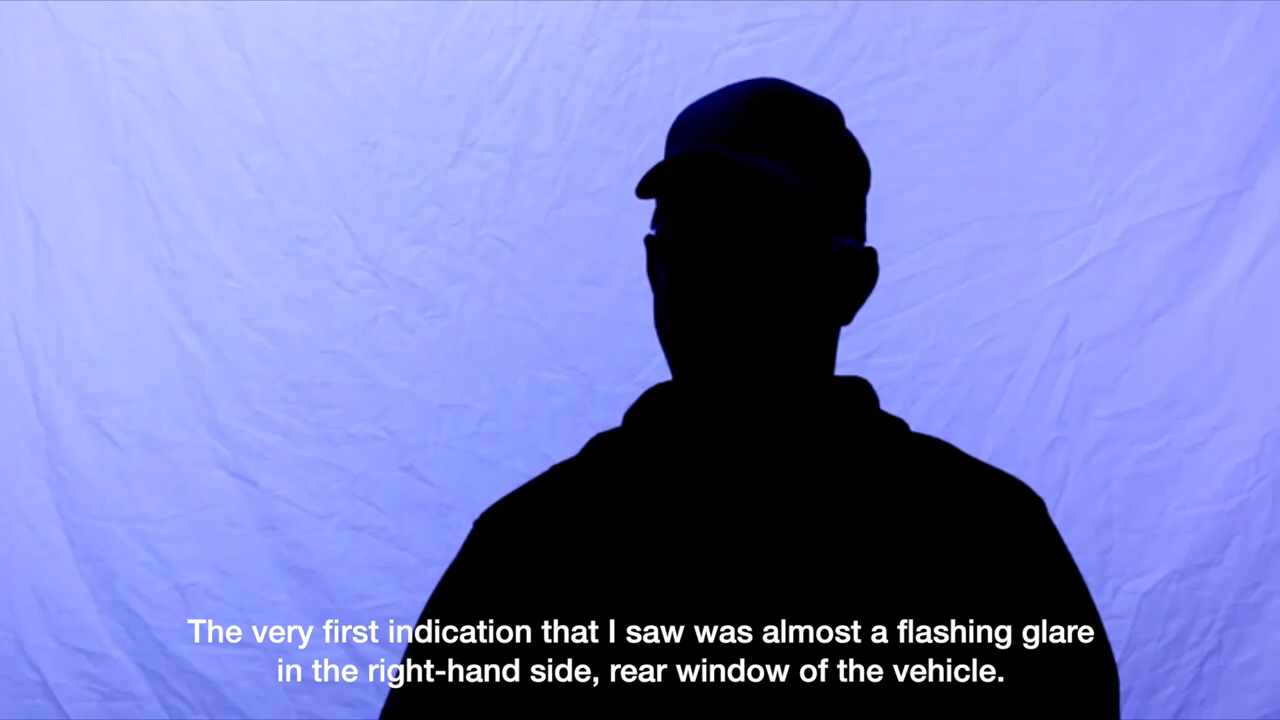 The very first indication that I saw was almost a flashing glare
in the right-hand side, rear window of the vehicle.